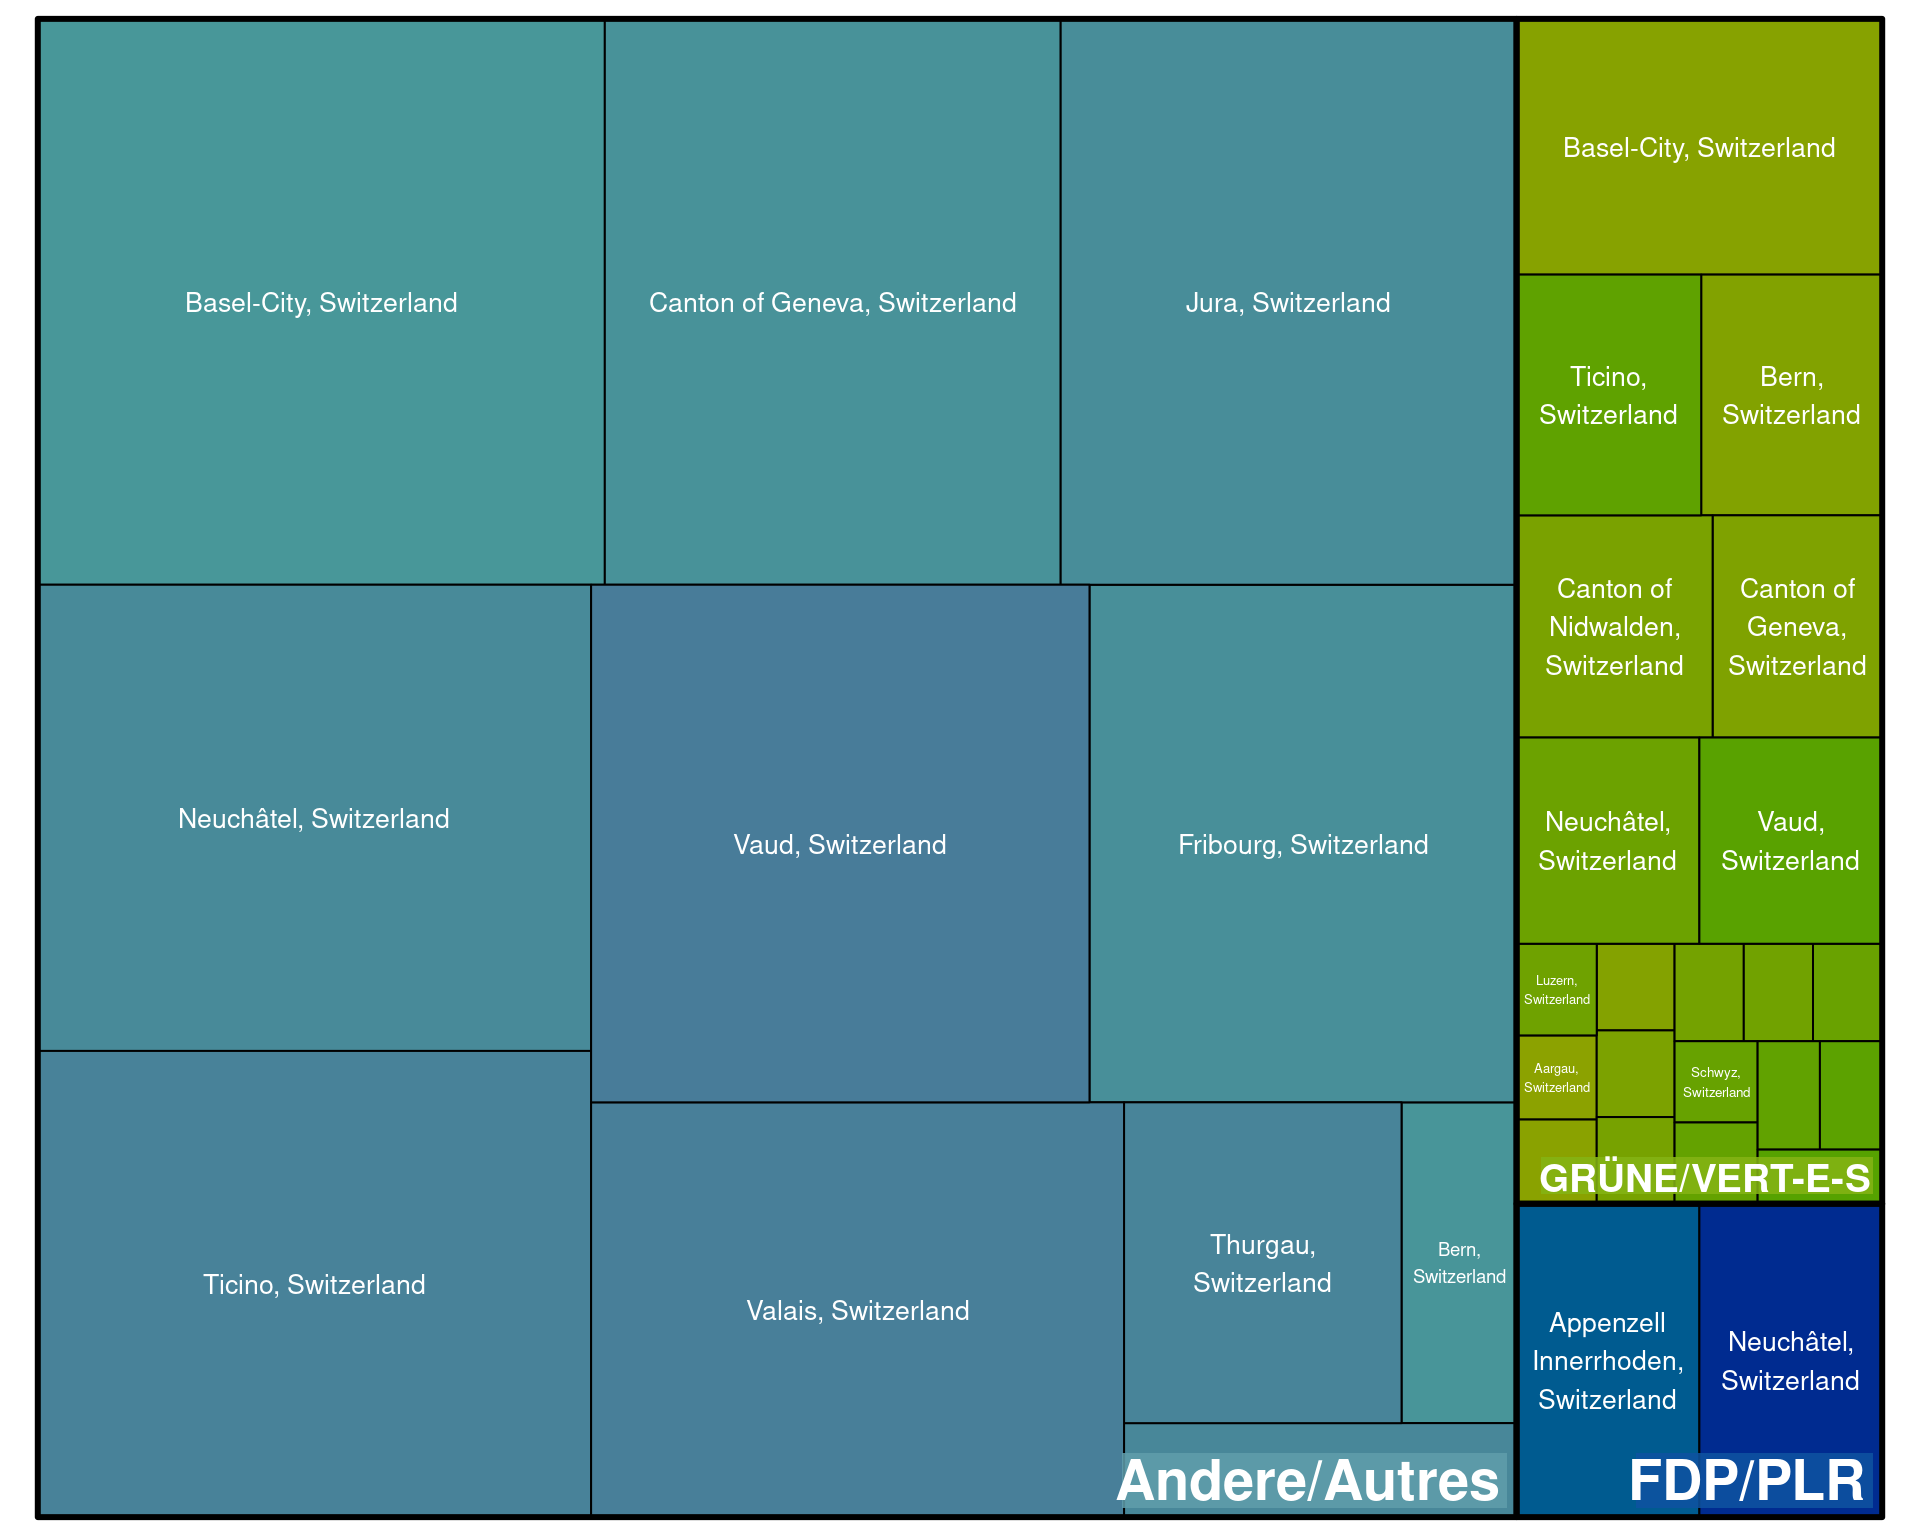 Basel-City, Switzerland
Canton of Geneva, Switzerland
Jura, Switzerland
Neuchâtel, Switzerland
Vaud, Switzerland
Fribourg, Switzerland
Ticino, Switzerland
Valais, Switzerland
Thurgau,
Switzerland
Bern,
Switzerland
Andere/Autres
Basel-City, Switzerland
Ticino,
Switzerland
Bern,
Switzerland
Canton of
Nidwalden,
Switzerland
Canton of
Geneva,
Switzerland
Neuchâtel,
Switzerland
Vaud,
Switzerland
Luzern,
Switzerland
Aargau,
Switzerland
Schwyz,
Switzerland
GRÜNE/VERT-E-S
Appenzell
Innerrhoden,
Switzerland
Neuchâtel,
Switzerland
FDP/PLR